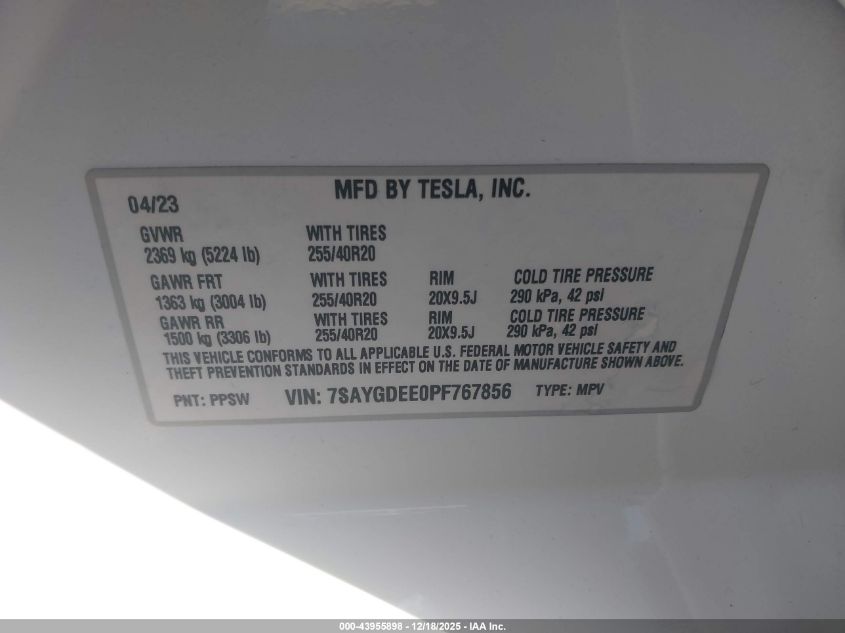 MFD BY TESLA, INC.
04/23
GVWR WITH TIRES
2369 kg (5224 lb) 255/40R20
GAWR FRT WITH TIRES RIM COLD TIRE PRESSURE
1363 kg (3004 lb) 255/40R20 20X9.5J 290 kPa, 42 psi
GAWR RR WITH TIRES RIM COLD TIRE PRESSURE
1500 kg (3306 lb) 255/40R20 20X9.5J 290 kPa, 42 psi
THIS VEHICLE CONFORMS TO ALL APPLICABLE U.S. FEDERAL MOTOR VEHICLE SAFETY AND
THEFT PREVENTION STANDARDS IN EFFECT ON THE DATE OF MANUFACTURE SHOWN ABOVE.
PNT: PPSW VIN: 7SAYGDEE0PF767856 TYPE: MPV
000-43955898 - 12/18/2025 - IAA Inc.